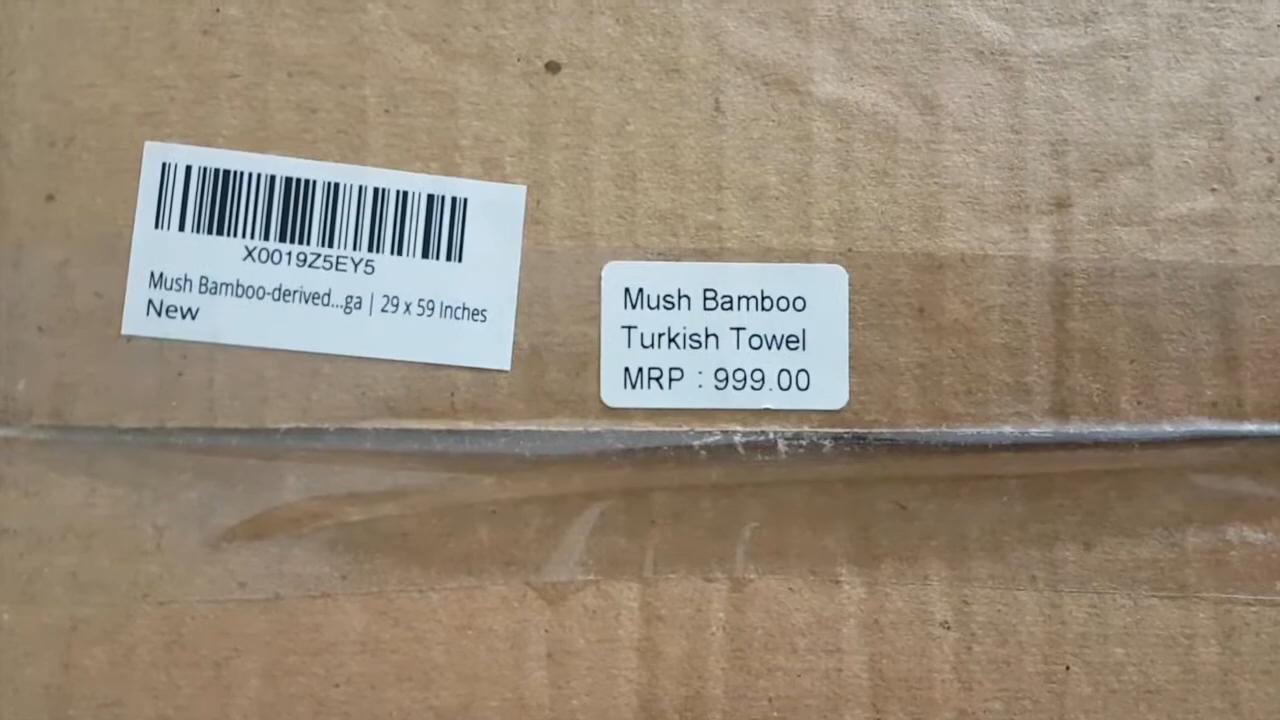 X0019Z5EY5
Mush Bamboo-derived...ga | 29 x 59 Inches
New
Mush Bamboo
Turkish Towel
MRP : 999.00